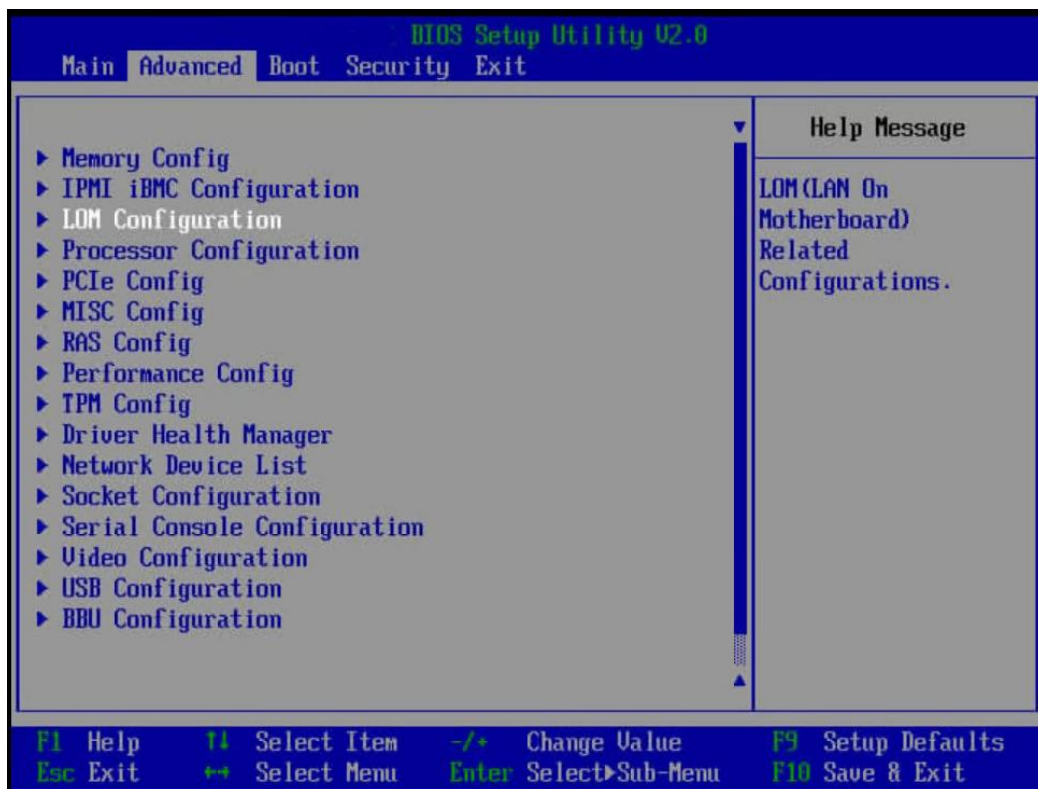 BIOS Setup Utility V2.0
Main Advanced Boot Security Exit
Help Message
▶ Memory Config
▶ IPMI iBMC Configuration
▶ LOM Configuration
▶ Processor Configuration
▶ PCIe Config
▶ MISC Config
▶ RAS Config
▶ Performance Config
▶ TPM Config
▶ Driver Health Manager
▶ Network Device List
▶ Socket Configuration
▶ Serial Console Configuration
▶ Video Configuration
▶ USB Configuration
▶ BBU Configuration
LOM(LAN On
Motherboard)
Related
Configurations.
F1 Help ↑↓ Select Item -/+ Change Value F9 Setup Defaults
Esc Exit ←→ Select Menu Enter Select▶Sub-Menu F10 Save & Exit